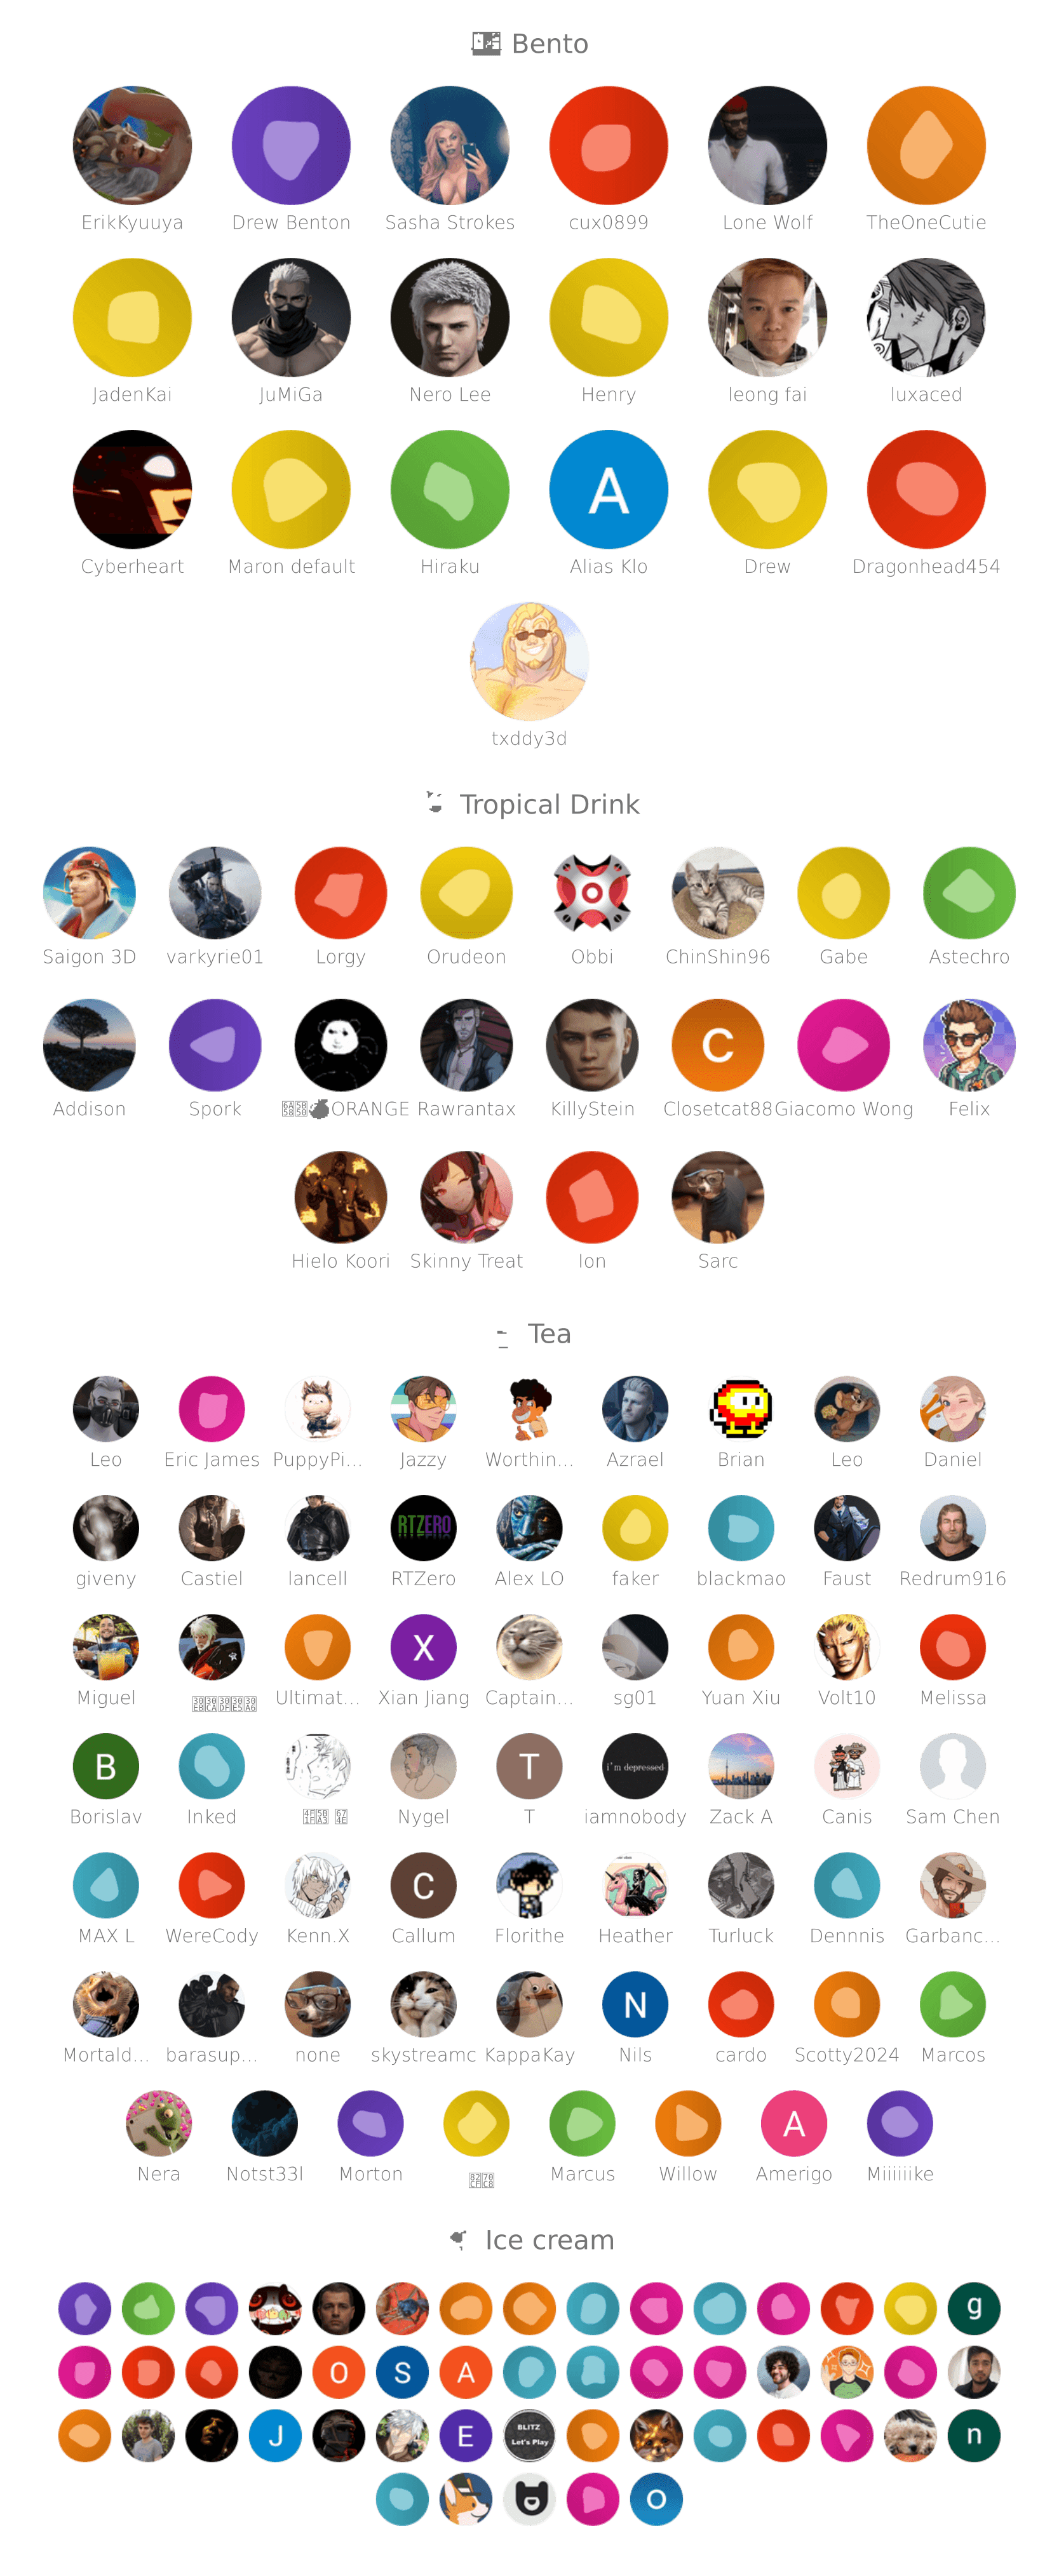 Bento
ErikKyuuya Drew Benton Sasha Strokes cux0899 Lone Wolf TheOneCutie
JadenKai JuMiGa Nero Lee Henry leong fai luxaced
A
Cyberheart Maron default Hiraku Alias Klo Drew Dragonhead454
txddy3d
Tropical Drink
Saigon 3D varkyrie01 Lorgy Orudeon Obbi ChinShin96 Gabe Astechro
C
Addison Spork ORANGE Rawrantax KillyStein Closetcat88 Giacomo Wong Felix
Hielo Koori Skinny Treat Ion Sarc
Tea
Leo Eric James PuppyPi... Jazzy Worthin... Azrael Brian Leo Daniel
RTZERO
giveny Castiel lancell RTZero Alex LO faker blackmao Faust Redrum916
X
Miguel Ultimat... Xian Jiang Captain... sg01 Yuan Xiu Volt10 Melissa
B T i'm depressed
Borislav Inked Nygel T iamnobody Zack A Canis Sam Chen
C
MAX L WereCody Kenn.X Callum Florithe Heather Turluck Dennnis Garbanc...
N
Mortald... barasup... none skystreamc KappaKay Nils cardo Scotty2024 Marcos
A
Nera Notst33l Morton Marcus Willow Amerigo Miiiiiike
Ice cream
g
O S A
J E BLITZ Let's Play n
O